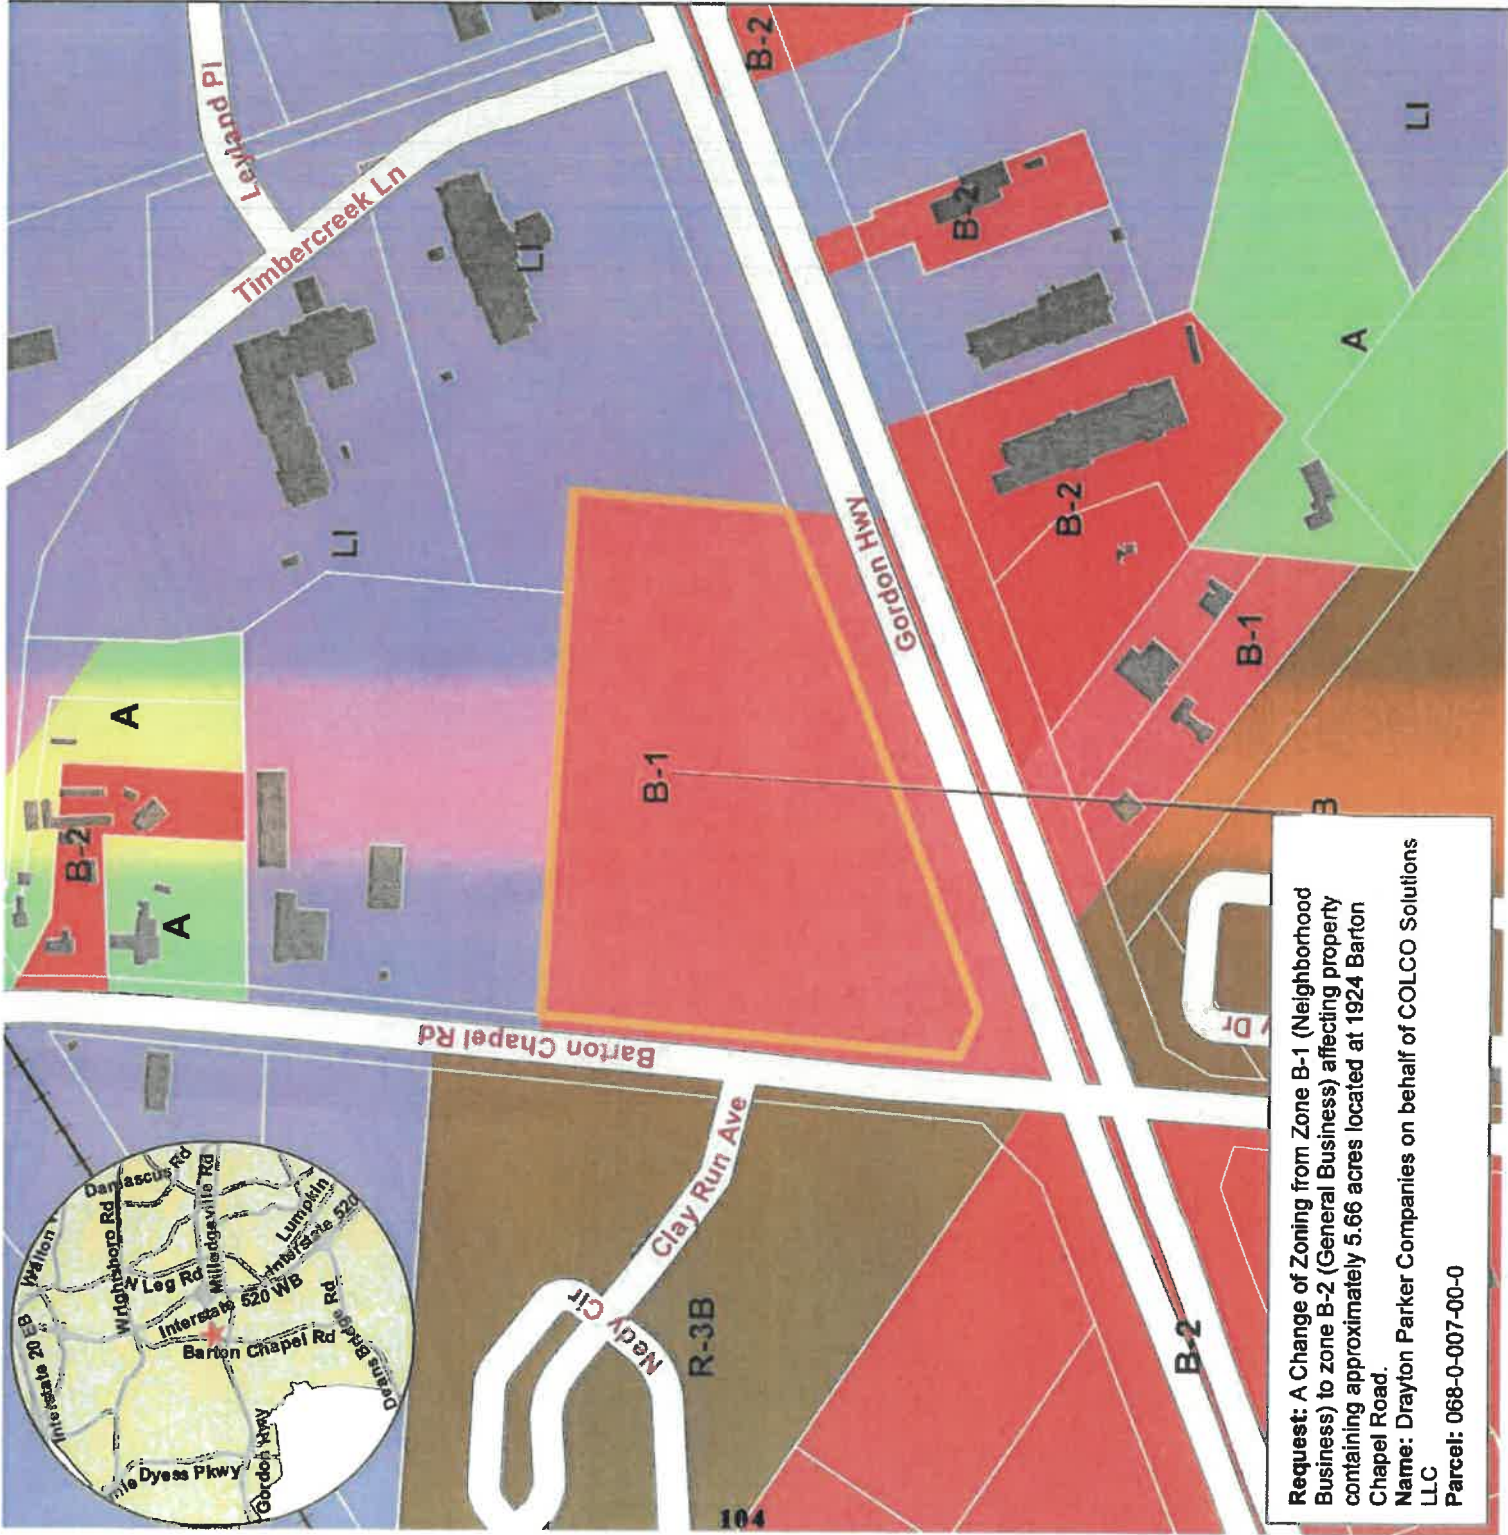 Leyland Pl
Timbercreek Ln
B-2
LI
LI
B-2
LI
A
A
B-2
A
B-1
Gordon Hwy
B-2
B-1
B
Barton Chapel Rd
Clay Run Ave
Nedy Cir
R-3B
B-2
Dr
Walton
Damascus Rd
Wrightsboro Rd
N Leg Rd
Milledgeville Rd
Lumpkin
Interstate 520
Interstate 520 WB
Interstate 20 EB
Barton Chapel Rd
Deans Bridge Rd
Dyess Pkwy
Gordon Hwy
104
Request: A Change of Zoning from Zone B-1 (Neighborhood
Business) to zone B-2 (General Business) affecting property
containing approximately 5.66 acres located at 1924 Barton
Chapel Road.
Name: Drayton Parker Companies on behalf of COLCO Solutions
LLC
Parcel: 068-0-007-00-0